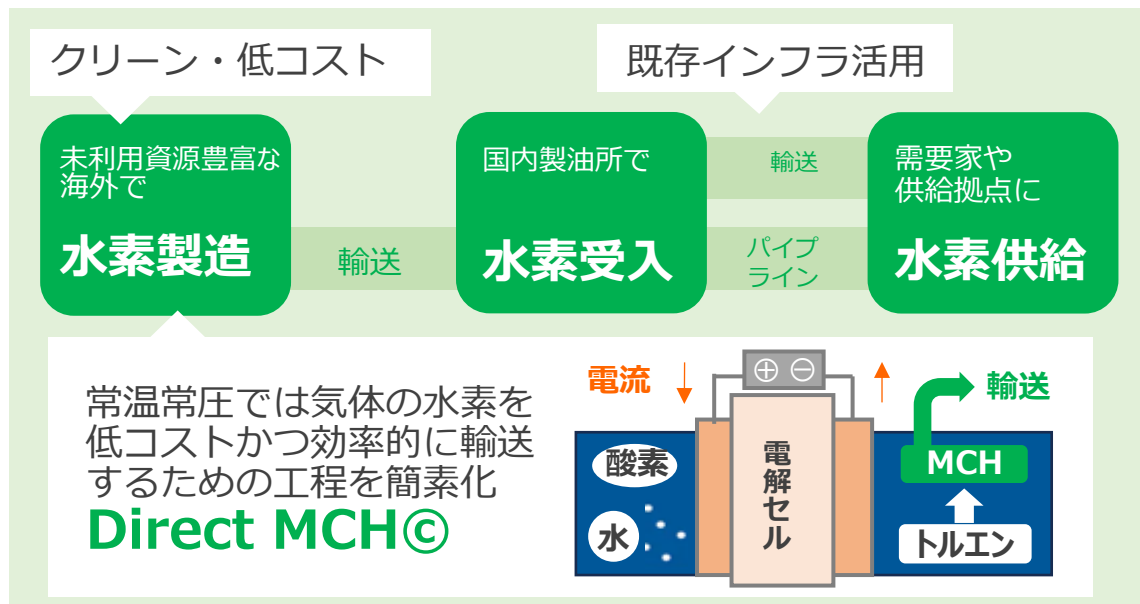 クリーン・低コスト
既存インフラ活用
未利用資源豊富な
海外で
水素製造
輸送
国内製油所で
水素受入
輸送
パイプ
ライン
需要家や
供給拠点に
水素供給
常温常圧では気体の水素を
低コストかつ効率的に輸送
するための工程を簡素化
Direct MCH©
電流
⊕ ⊖
酸素
水
電解セル
輸送
MCH
トルエン